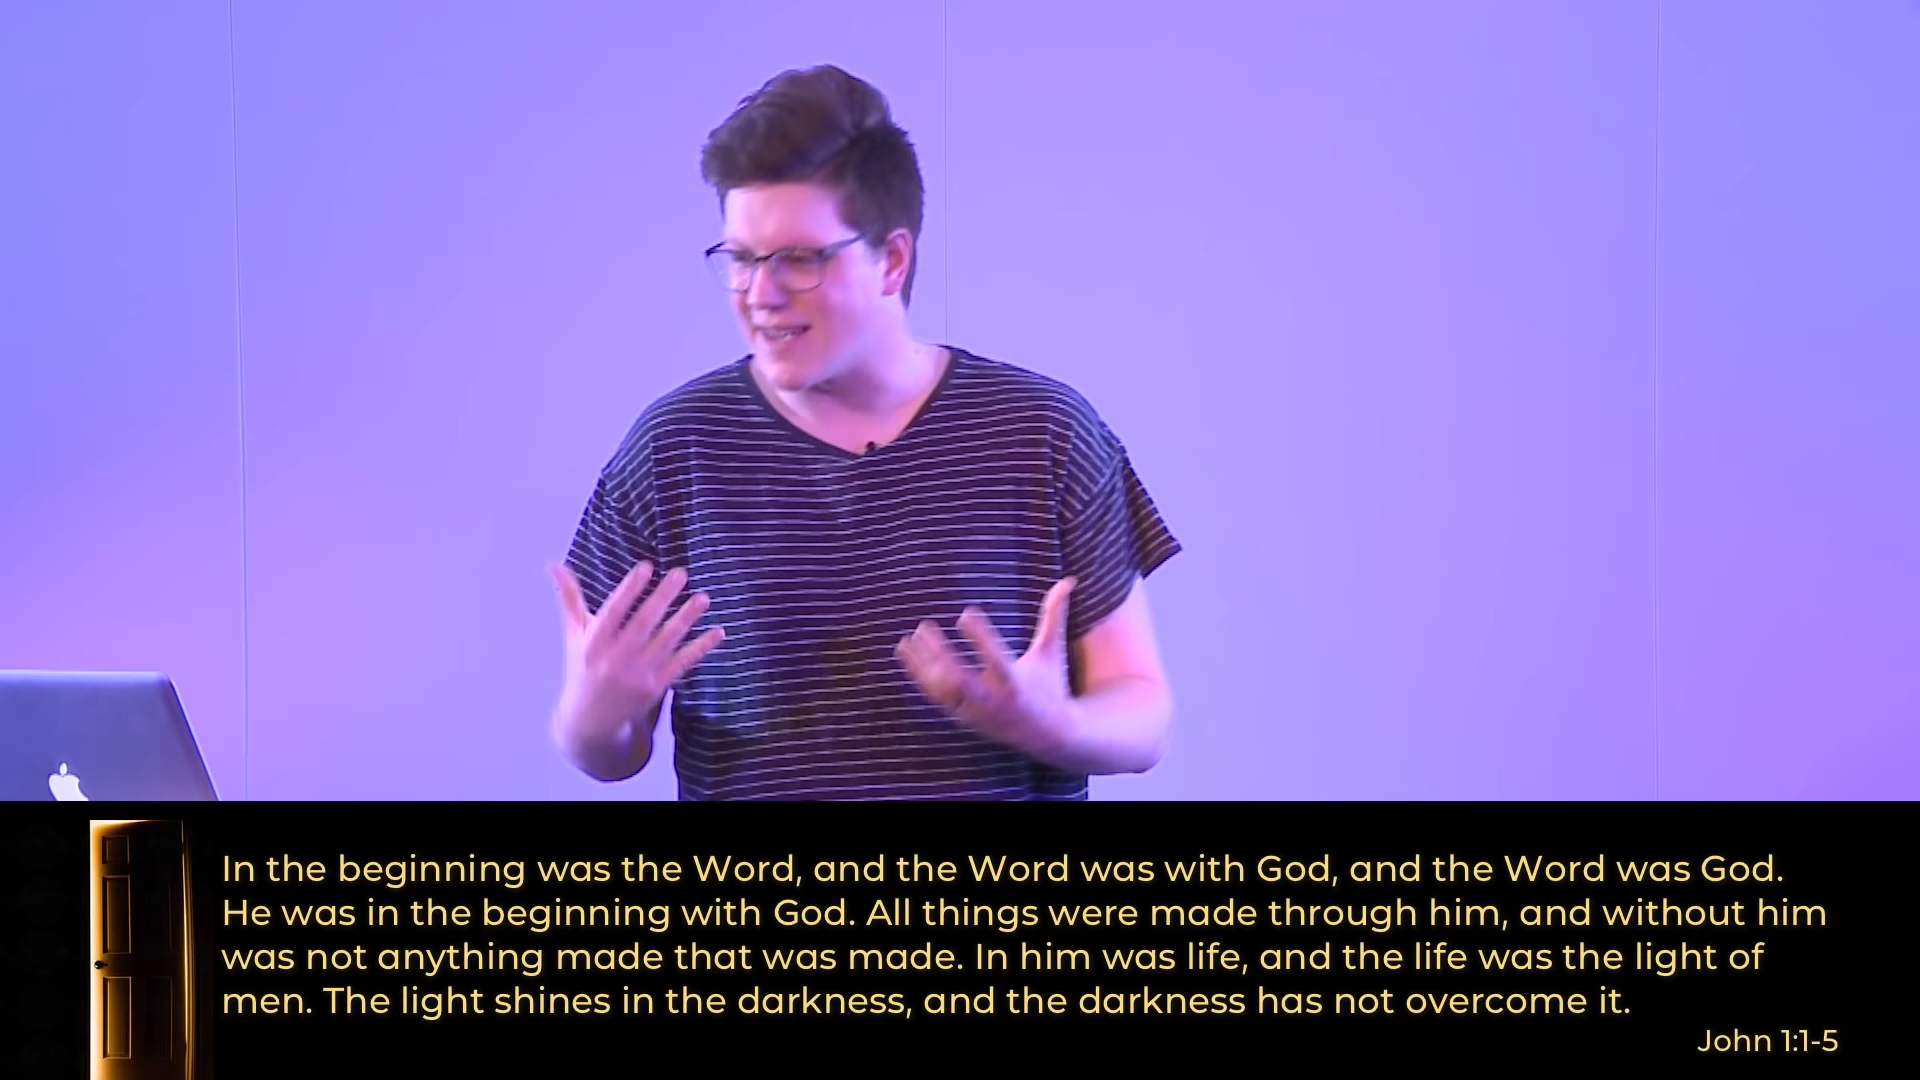 In the beginning was the Word, and the Word was with God, and the Word was God.
He was in the beginning with God. All things were made through him, and without him
was not anything made that was made. In him was life, and the life was the light of
men. The light shines in the darkness, and the darkness has not overcome it.
John 1:1-5